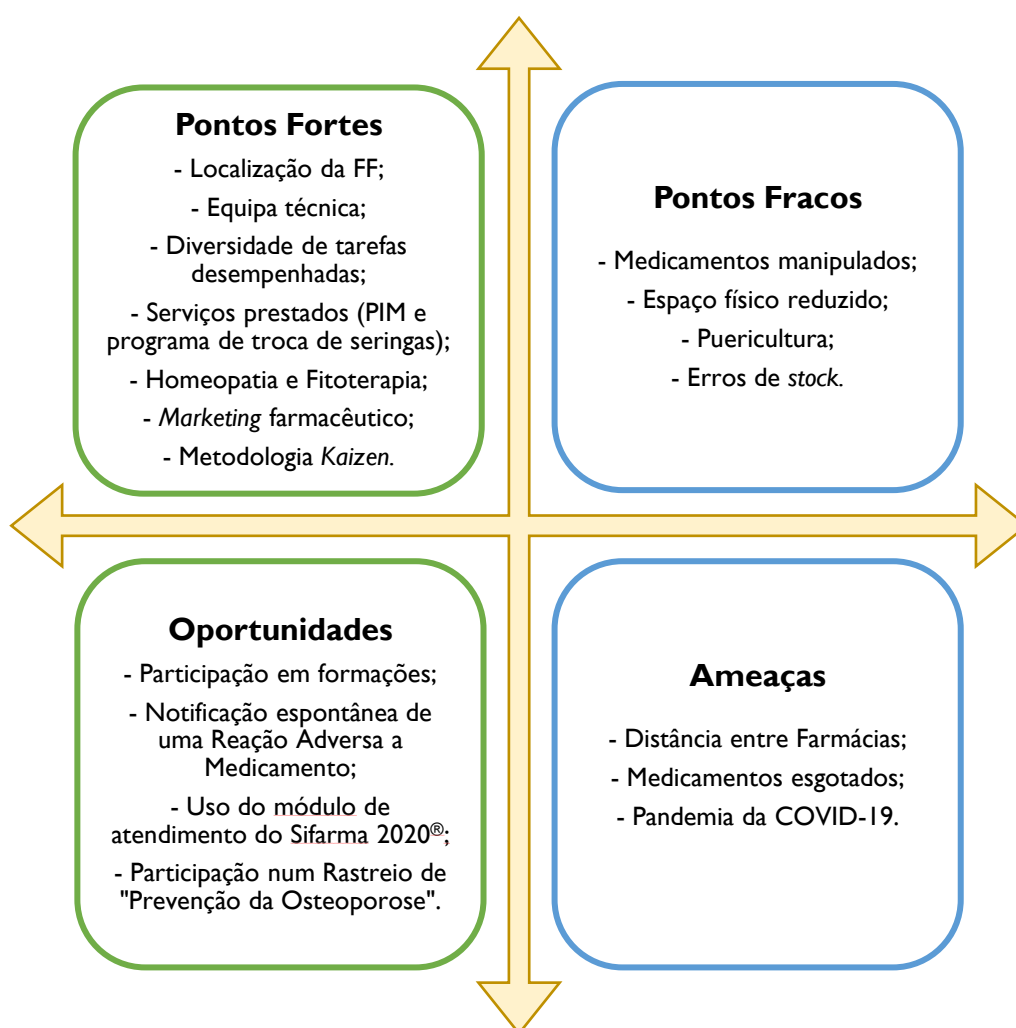 Pontos Fortes
- Localização da FF;
- Equipa técnica;
- Diversidade de tarefas
desempenhadas;
- Serviços prestados (PIM e
programa de troca de seringas);
- Homeopatia e Fitoterapia;
- Marketing farmacêutico;
- Metodologia Kaizen.
Pontos Fracos
- Medicamentos manipulados;
- Espaço físico reduzido;
- Puericultura;
- Erros de stock.
Oportunidades
- Participação em formações;
- Notificação espontânea de
uma Reação Adversa a
Medicamento;
- Uso do módulo de
atendimento do Sifarma 2020®;
- Participação num Rastreio de
"Prevenção da Osteoporose".
Ameaças
- Distância entre Farmácias;
- Medicamentos esgotados;
- Pandemia da COVID-19.